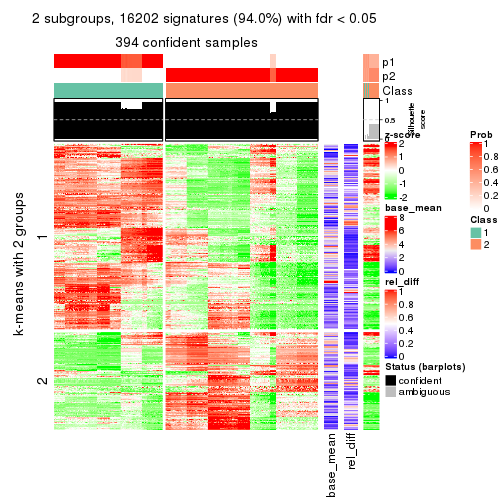 2 subgroups, 16202 signatures (94.0%) with fdr < 0.05
394 confident samples
p1
p2
Class
1
0.5
0
Silhouette
score
k-means with 2 groups
1
2
base_mean
rel_diff
z-score
2
1
0
-1
-2
base_mean
8
6
4
2
0
rel_diff
1
0.8
0.6
0.4
0.2
0
Status (barplots)
confident
ambiguous
Prob
1
0.8
0.6
0.4
0.2
0
Class
1
2